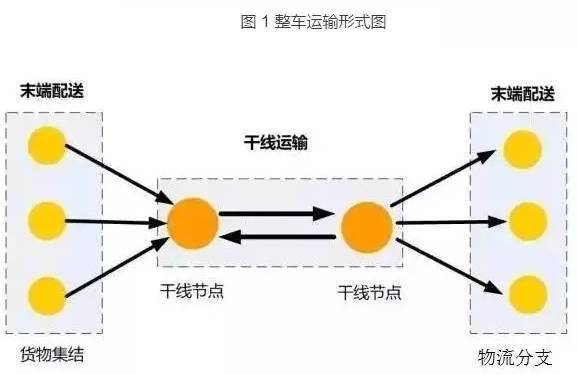 图 1 整车运输形式图
末端配送
末端配送
干线运输
干线节点
干线节点
货物集结
物流分支